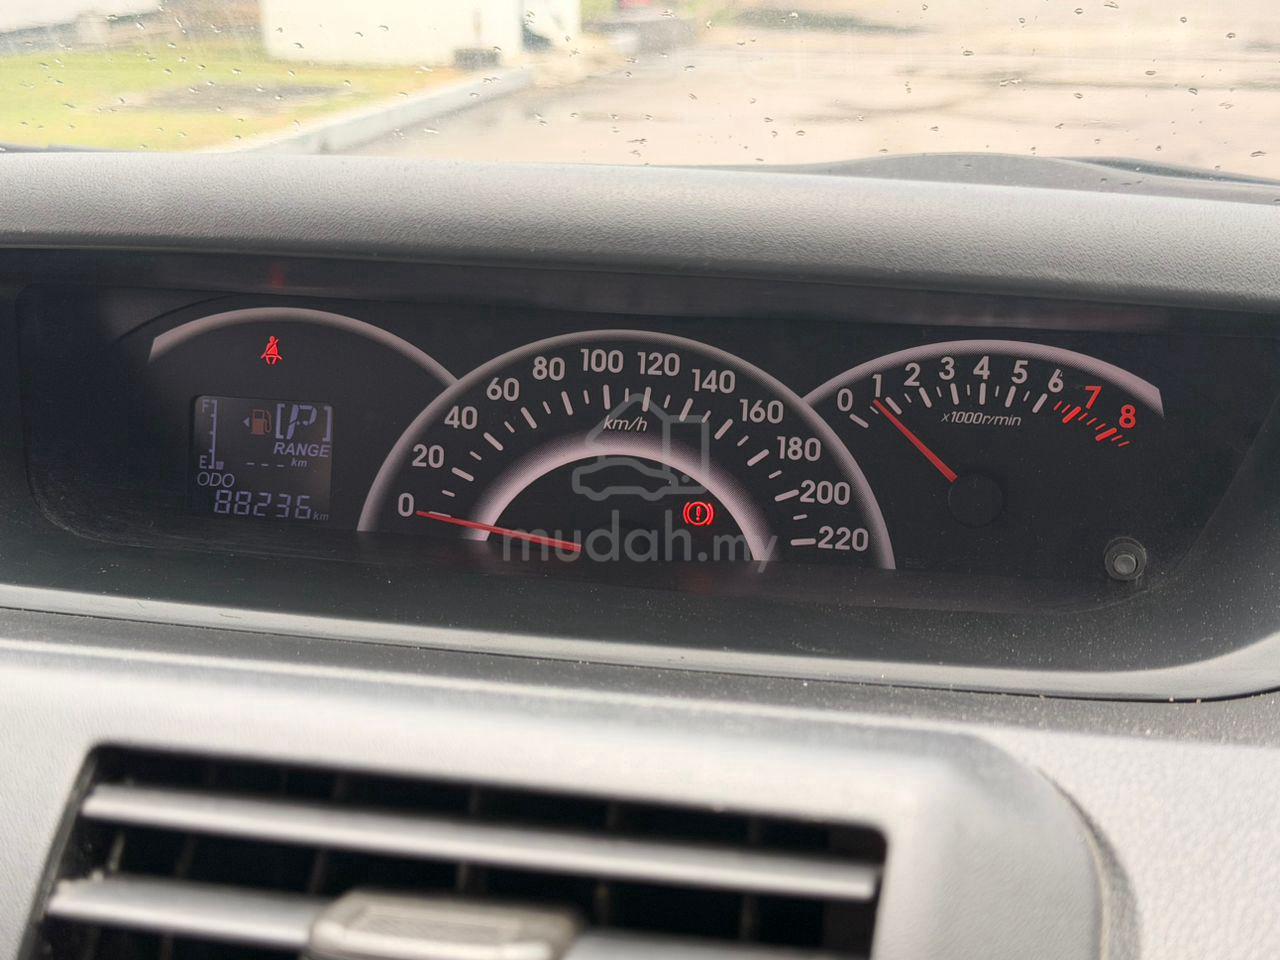 F
[P]
RANGE
--- km
E
ODO
88236 km
0 20 40 60 80 100 120 140 160 180 200 220
km/h
0 1 2 3 4 5 6 7 8
x1000r/min
mudah.my